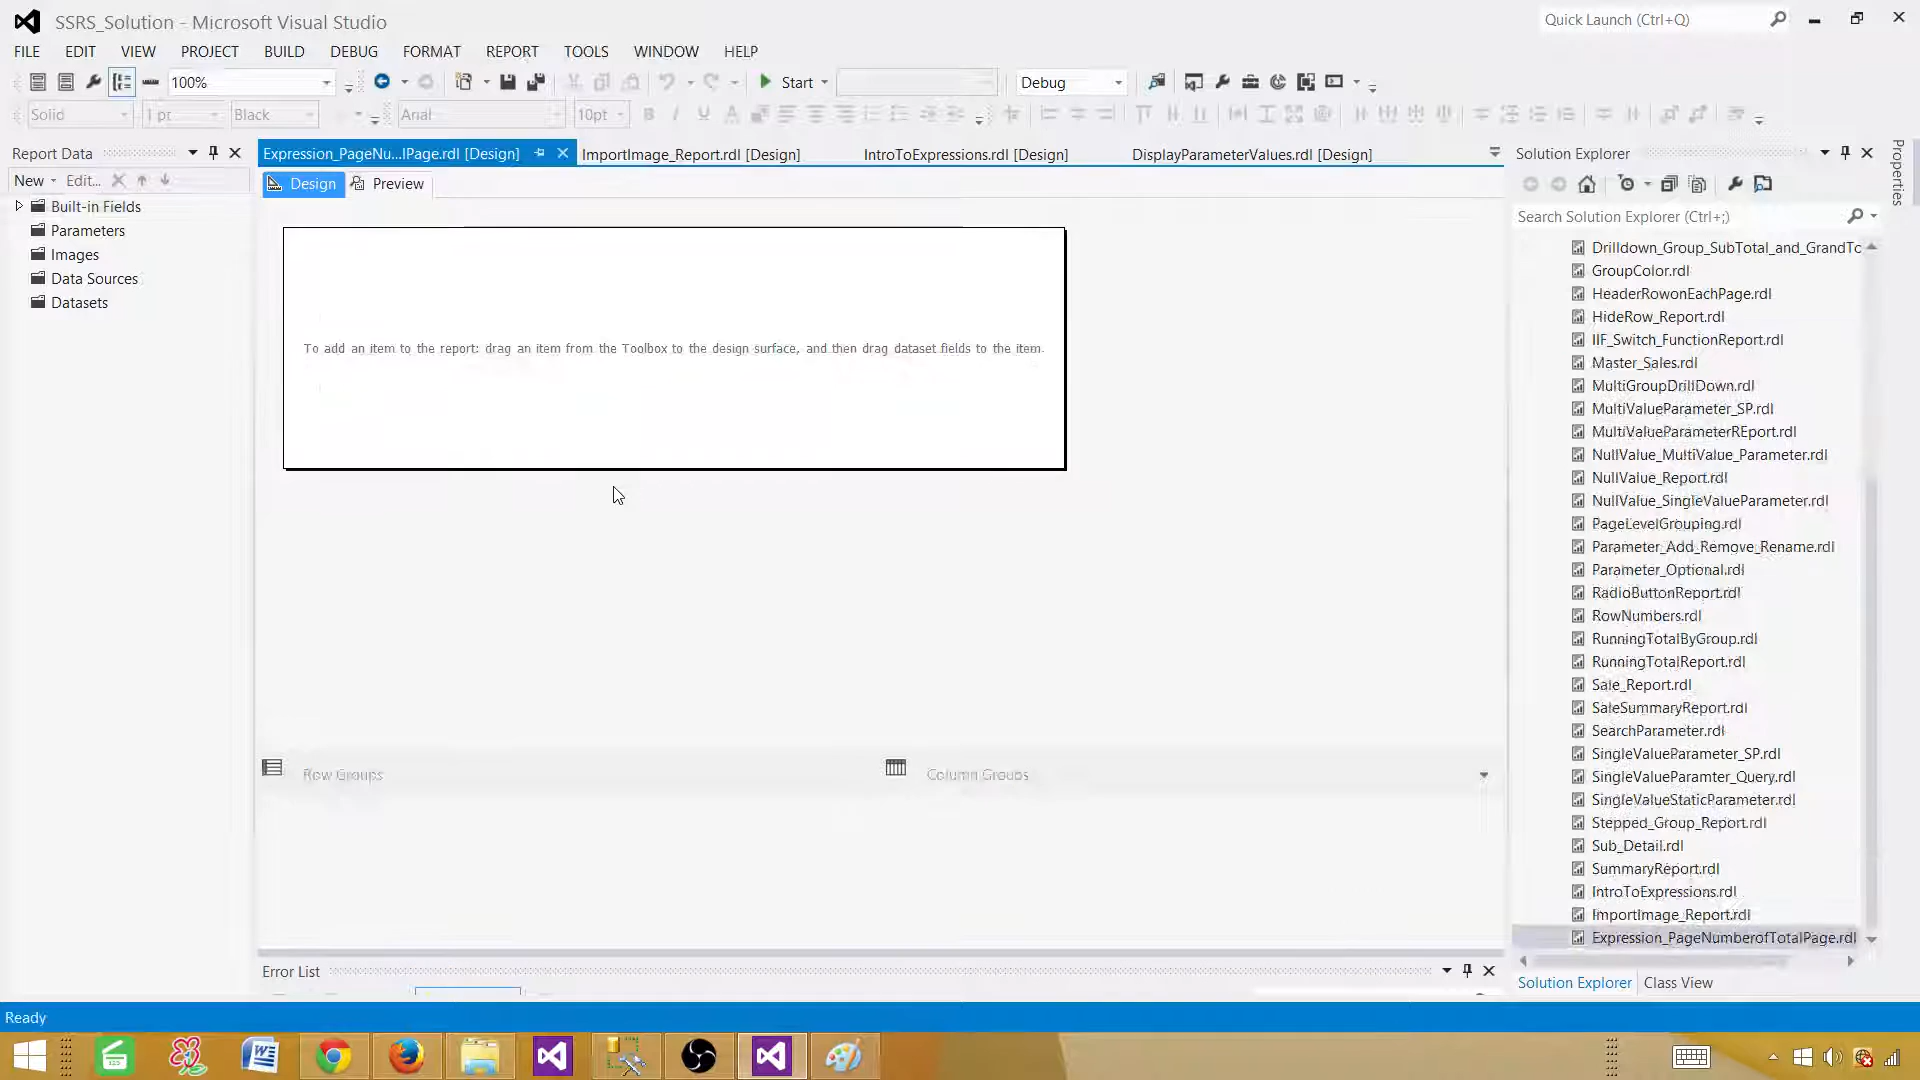 SSRS_Solution - Microsoft Visual Studio
Quick Launch (Ctrl+Q)
FILE EDIT VIEW PROJECT BUILD DEBUG FORMAT REPORT TOOLS WINDOW HELP
100% Start Debug
Solid 1 pt Black Arial 10pt B I U A
Report Data
Expression_PageNu...lPage.rdl [Design] ImportImage_Report.rdl [Design] IntroToExpressions.rdl [Design] DisplayParameterValues.rdl [Design]
Solution Explorer
Properties
New Edit...
Design Preview
Built-in Fields
Parameters
Images
Data Sources
Datasets
To add an item to the report: drag an item from the Toolbox to the design surface, and then drag dataset fields to the item.
Row Groups
Column Groups
Error List
Search Solution Explorer (Ctrl+;)
Drilldown_Group_SubTotal_and_GrandTo
GroupColor.rdl
HeaderRowonEachPage.rdl
HideRow_Report.rdl
IIF_Switch_FunctionReport.rdl
Master_Sales.rdl
MultiGroupDrillDown.rdl
MultiValueParameter_SP.rdl
MultiValueParameterREport.rdl
NullValue_MultiValue_Parameter.rdl
NullValue_Report.rdl
NullValue_SingleValueParameter.rdl
PageLevelGrouping.rdl
Parameter_Add_Remove_Rename.rdl
Parameter_Optional.rdl
RadioButtonReport.rdl
RowNumbers.rdl
RunningTotalByGroup.rdl
RunningTotalReport.rdl
Sale_Report.rdl
SaleSummaryReport.rdl
SearchParameter.rdl
SingleValueParameter_SP.rdl
SingleValueParamter_Query.rdl
SingleValueStaticParameter.rdl
Stepped_Group_Report.rdl
Sub_Detail.rdl
SummaryReport.rdl
IntroToExpressions.rdl
ImportImage_Report.rdl
Expression_PageNumberofTotalPage.rdl
Solution Explorer Class View
Ready